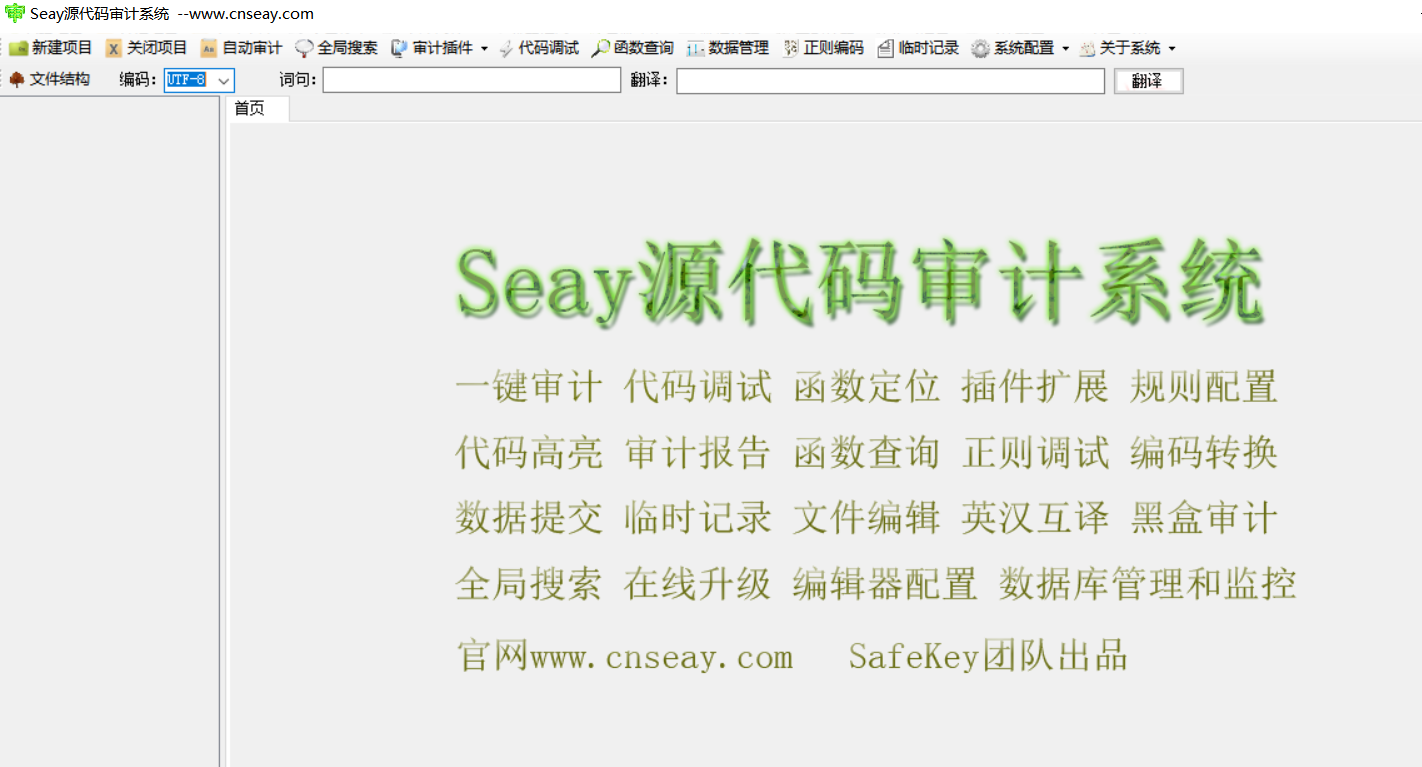 Seay源代码审计系统 --www.cnseay.com
新建项目 关闭项目 自动审计 全局搜索 审计插件 代码调试 函数查询 数据管理 正则编码 临时记录 系统配置 关于系统
文件结构 编码: UTF-8 词句: 翻译: 翻译
首页
Seay源代码审计系统
一键审计 代码调试 函数定位 插件扩展 规则配置
代码高亮 审计报告 函数查询 正则调试 编码转换
数据提交 临时记录 文件编辑 英汉互译 黑盒审计
全局搜索 在线升级 编辑器配置 数据库管理和监控
官网www.cnseay.com SafeKey团队出品